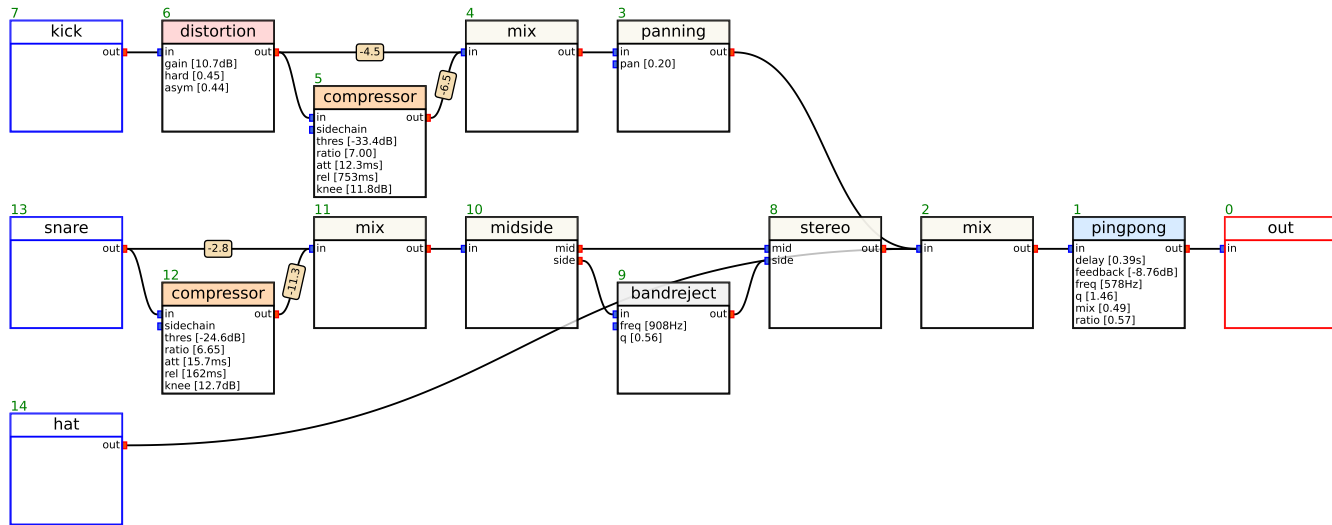 7
kick
out
6
distortion
in out
gain [10.7dB]
hard [0.45]
asym [0.44]
-4.5
5
compressor
in out
sidechain
thres [-33.4dB]
ratio [7.00]
att [12.3ms]
rel [753ms]
knee [11.8dB]
-6.5
4
mix
in out
3
panning
in out
pan [0.20]
13
snare
out
-2.8
12
compressor
in out
sidechain
thres [-24.6dB]
ratio [6.65]
att [15.7ms]
rel [162ms]
knee [12.7dB]
-11.3
11
mix
in out
10
midside
in mid
side
9
bandreject
in out
freq [908Hz]
q [0.56]
8
stereo
mid out
side
2
mix
in out
1
pingpong
in out
delay [0.39s]
feedback [-8.76dB]
freq [578Hz]
q [1.46]
mix [0.49]
ratio [0.57]
0
out
in
14
hat
out